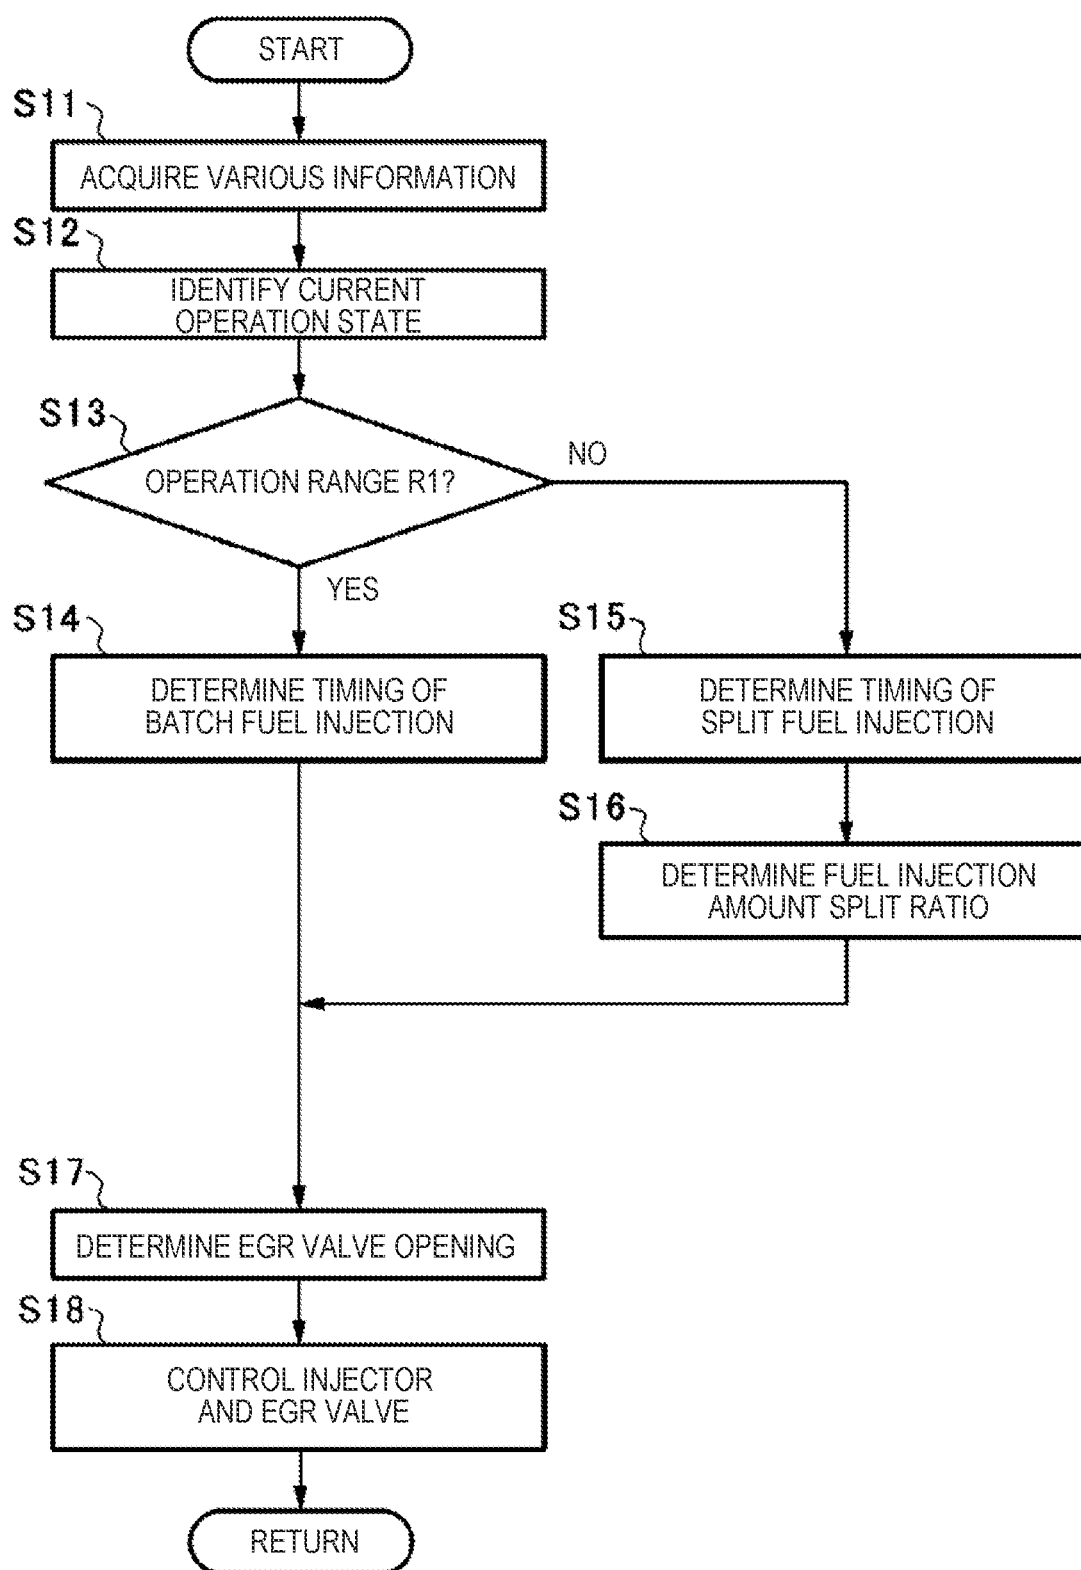 START
S11
ACQUIRE VARIOUS INFORMATION
S12
IDENTIFY CURRENT
OPERATION STATE
S13
OPERATION RANGE R1?
NO
YES
S14
DETERMINE TIMING OF
BATCH FUEL INJECTION
S15
DETERMINE TIMING OF
SPLIT FUEL INJECTION
S16
DETERMINE FUEL INJECTION
AMOUNT SPLIT RATIO
S17
DETERMINE EGR VALVE OPENING
S18
CONTROL INJECTOR
AND EGR VALVE
RETURN